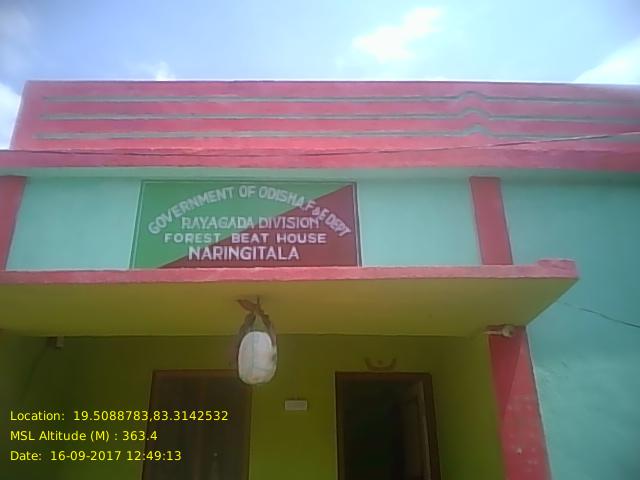 GOVERNMENT OF ODISHA,F&E DEPT
RAYAGADA DIVISION
FOREST BEAT HOUSE
NARINGITALA
Location: 19.5088783,83.3142532
MSL Altitude (M) : 363.4
Date: 16-09-2017 12:49:13